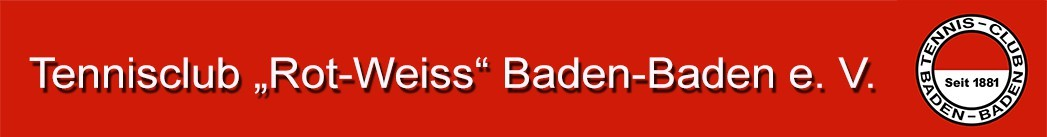 Tennisclub „Rot-Weiss“ Baden-Baden e. V.
TENNIS-CLUB
Seit 1881
BADEN-BADEN